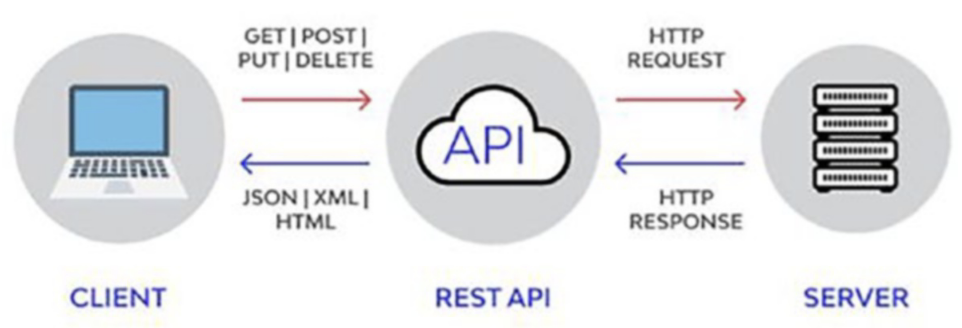 GET | POST |
PUT | DELETE
HTTP
REQUEST
API
JSON | XML |
HTML
HTTP
RESPONSE
CLIENT
REST API
SERVER